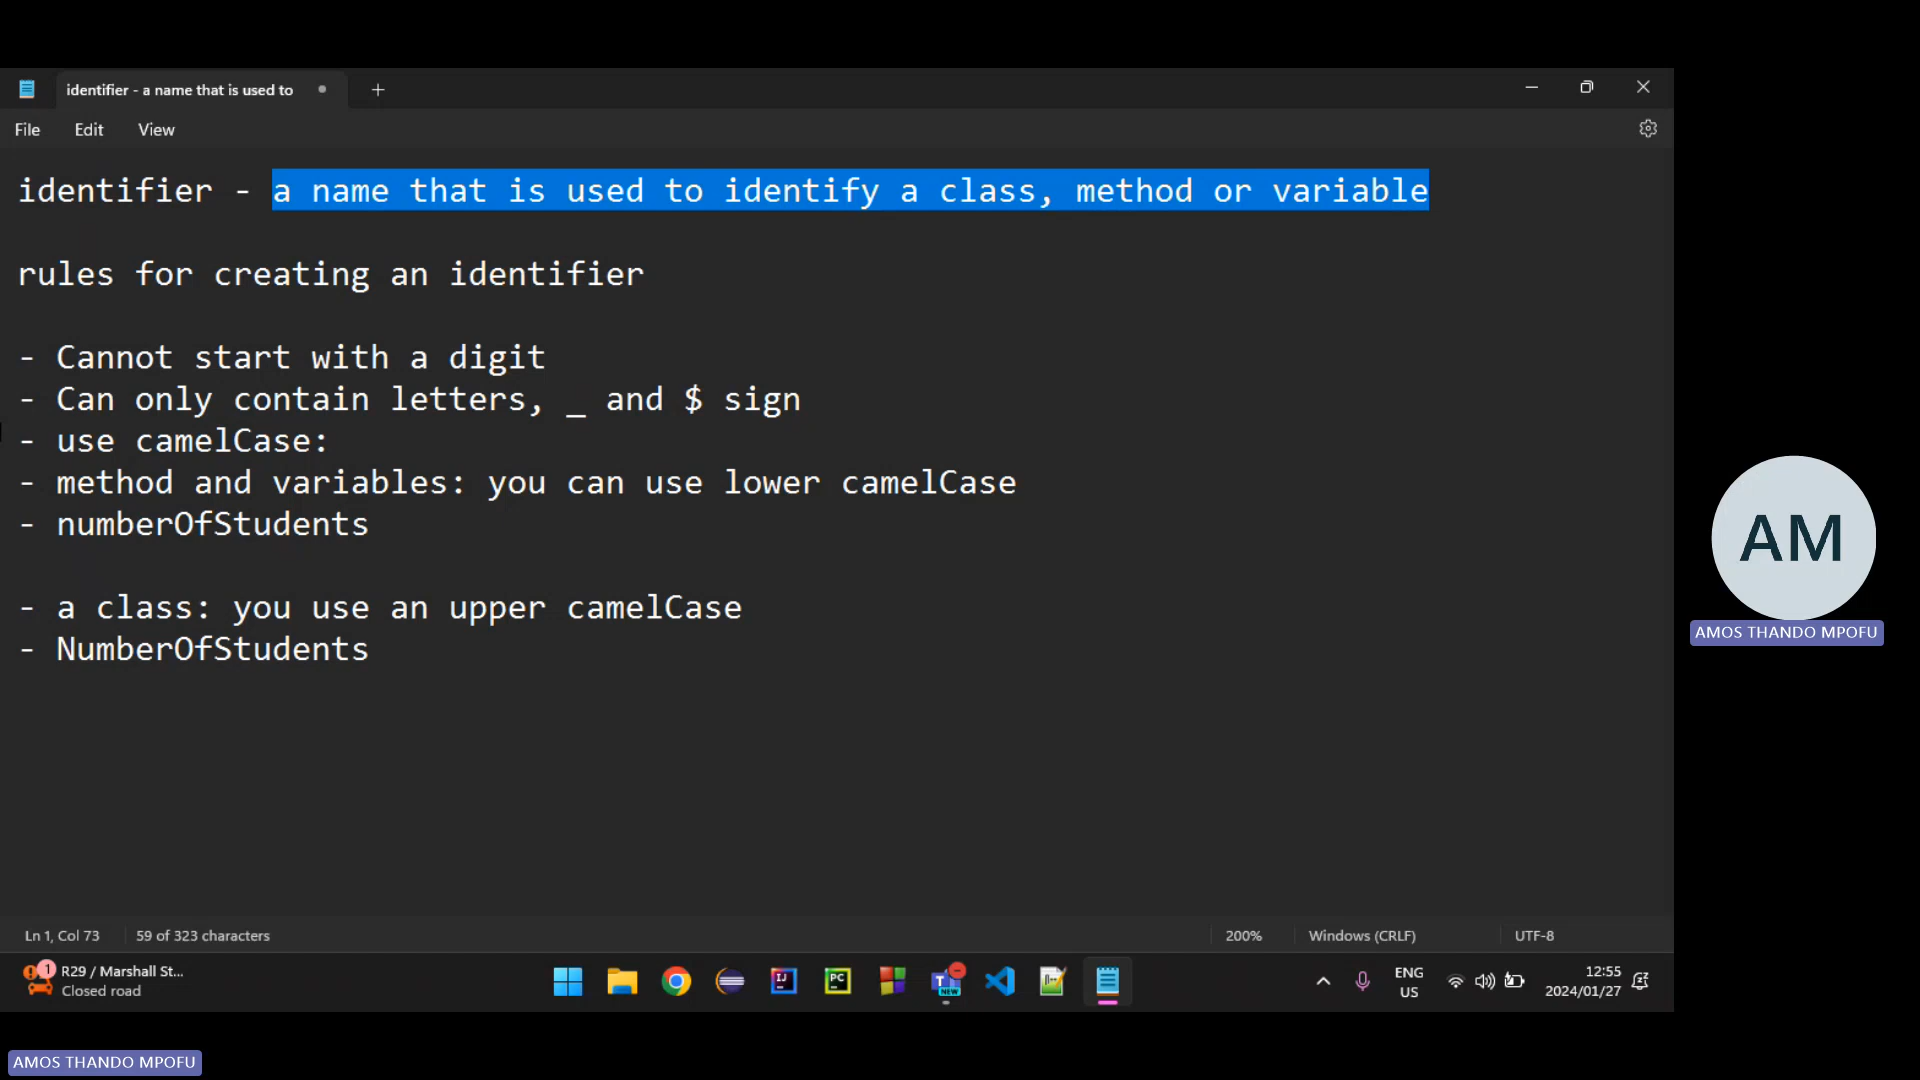 identifier - a name that is used to
File Edit View
identifier - a name that is used to identify a class, method or variable
rules for creating an identifier
- Cannot start with a digit
- Can only contain letters, _ and $ sign
- use camelCase:
- method and variables: you can use lower camelCase
- numberOfStudents
- a class: you use an upper camelCase
- NumberOfStudents
AM
AMOS THANDO MPOFU
Ln 1, Col 73 59 of 323 characters 200% Windows (CRLF) UTF-8
1 R29 / Marshall St...
Closed road
IJ
PC
T
NEW
ENG
US
12:55
2024/01/27
AMOS THANDO MPOFU